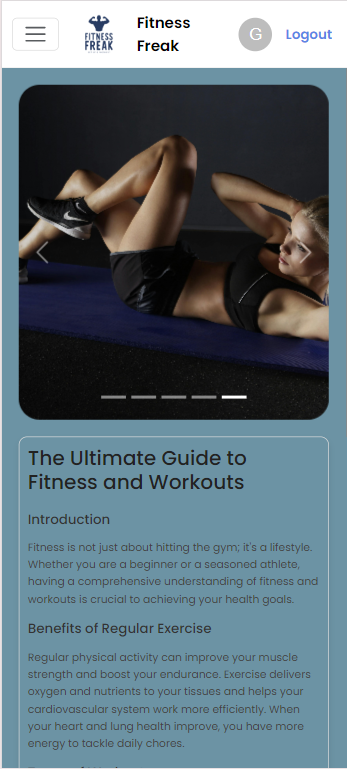 Fitness
Freak
FITNESS
FREAK
G
Logout
The Ultimate Guide to
Fitness and Workouts
Introduction
Fitness is not just about hitting the gym; it's a lifestyle.
Whether you are a beginner or a seasoned athlete,
having a comprehensive understanding of fitness and
workouts is crucial to achieving your health goals.
Benefits of Regular Exercise
Regular physical activity can improve your muscle
strength and boost your endurance. Exercise delivers
oxygen and nutrients to your tissues and helps your
cardiovascular system work more efficiently. When
your heart and lung health improve, you have more
energy to tackle daily chores.